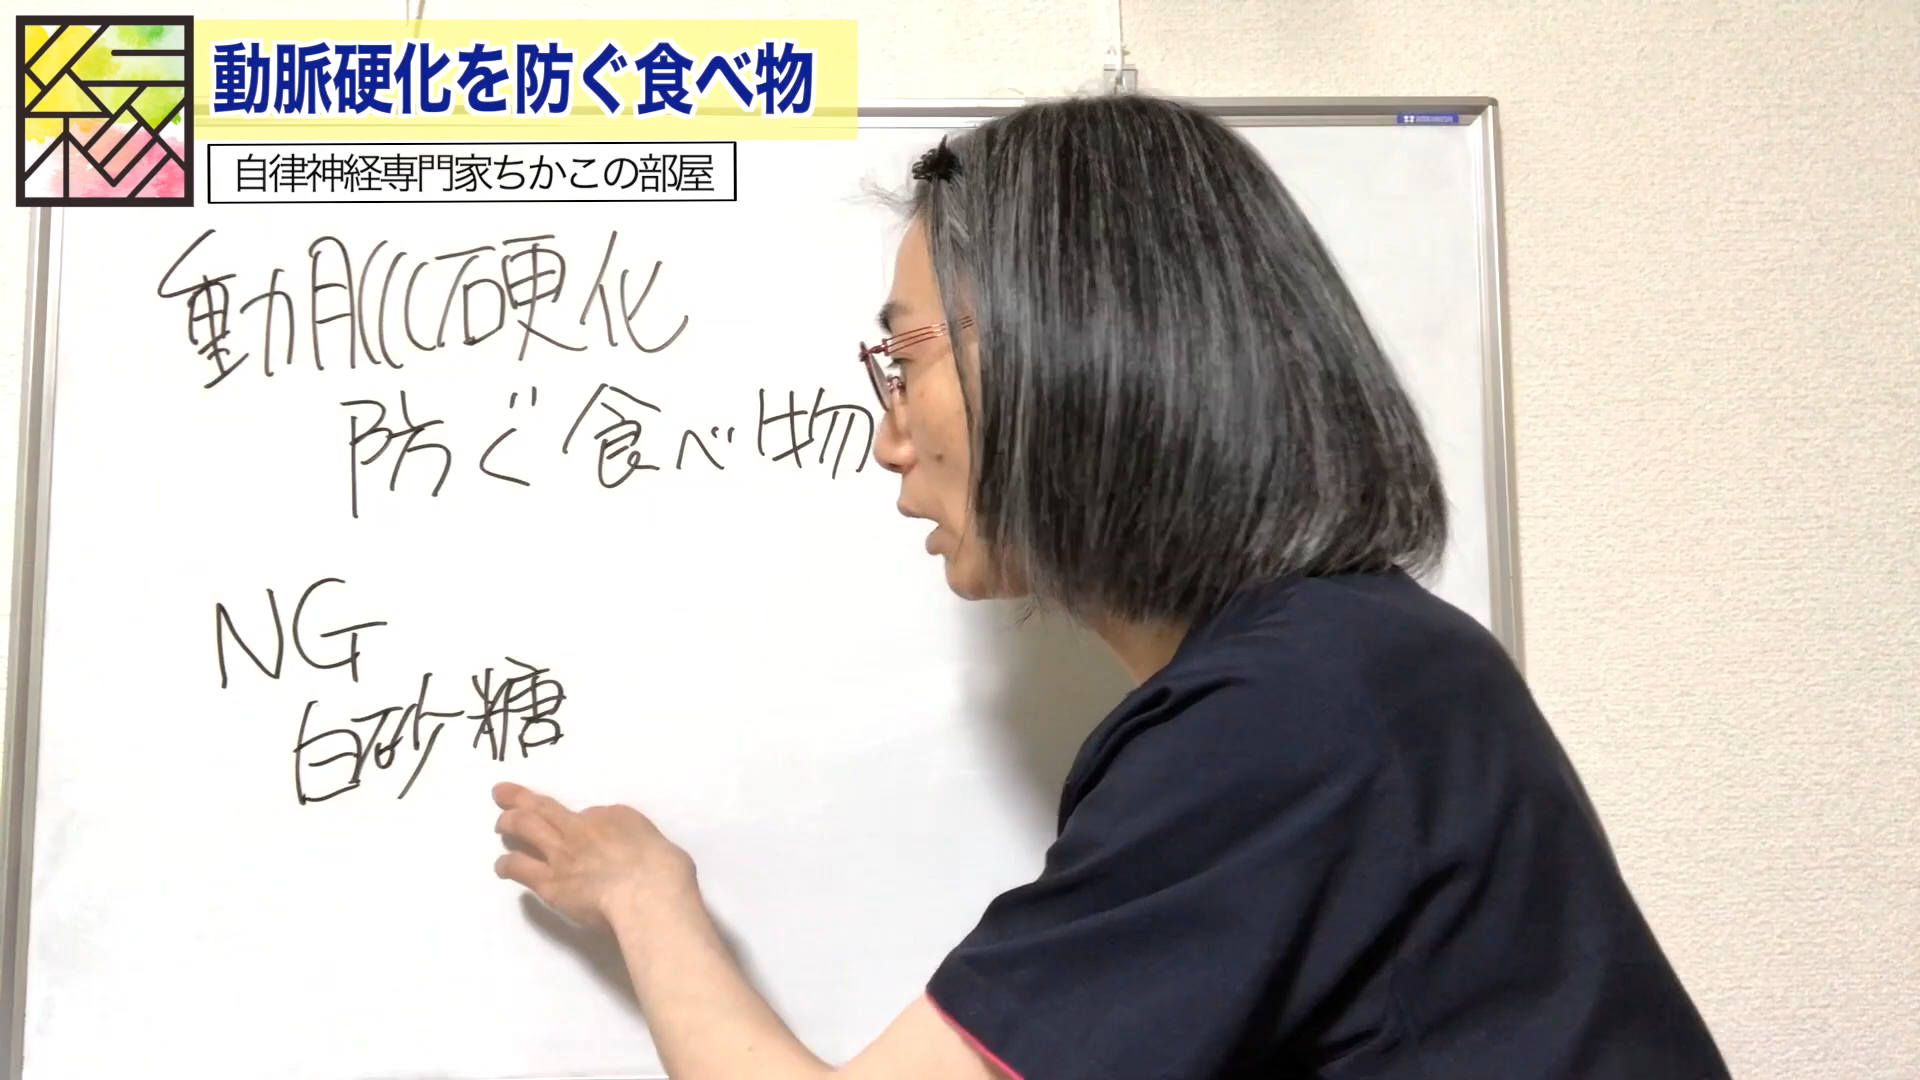 動脈硬化を防ぐ食べ物
自律神経専門家ちかこの部屋
動脈硬化
防ぐ食べ物
NG
白砂糖